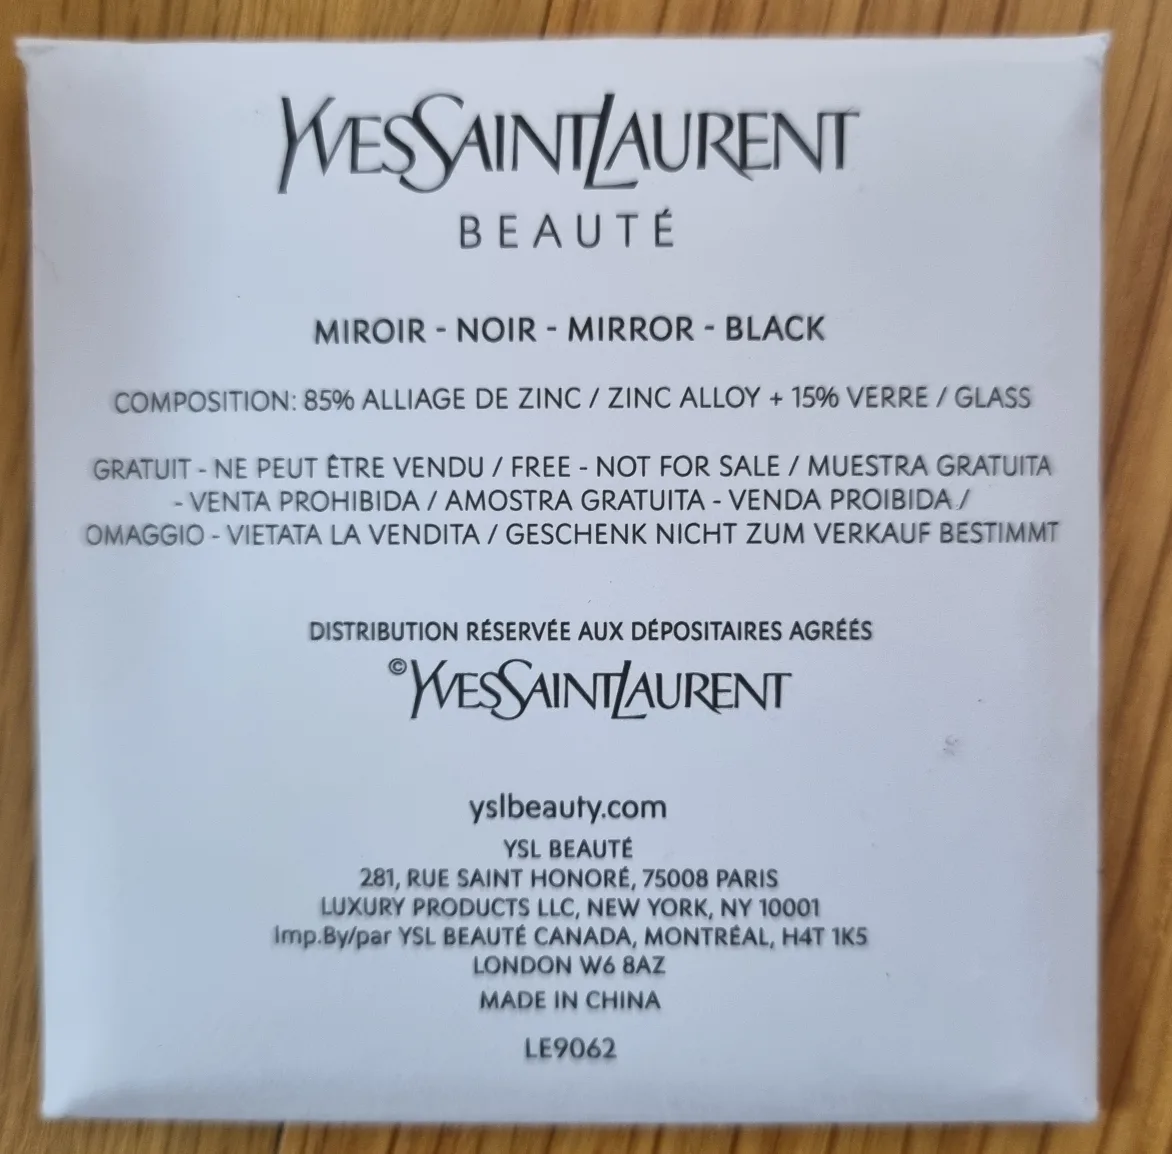 YVESSAINTLAURENT
BEAUTÉ
MIROIR - NOIR - MIRROR - BLACK
COMPOSITION: 85% ALLIAGE DE ZINC / ZINC ALLOY + 15% VERRE / GLASS
GRATUIT - NE PEUT ÊTRE VENDU / FREE - NOT FOR SALE / MUESTRA GRATUITA
- VENTA PROHIBIDA / AMOSTRA GRATUITA - VENDA PROIBIDA /
OMAGGIO - VIETATA LA VENDITA / GESCHENK NICHT ZUM VERKAUF BESTIMMT
DISTRIBUTION RÉSERVÉE AUX DÉPOSITAIRES AGRÉÉS
©YVESSAINTLAURENT
yslbeauty.com
YSL BEAUTÉ
281, RUE SAINT HONORÉ, 75008 PARIS
LUXURY PRODUCTS LLC, NEW YORK, NY 10001
Imp.By/par YSL BEAUTÉ CANADA, MONTRÉAL, H4T 1K5
LONDON W6 8AZ
MADE IN CHINA
LE9062